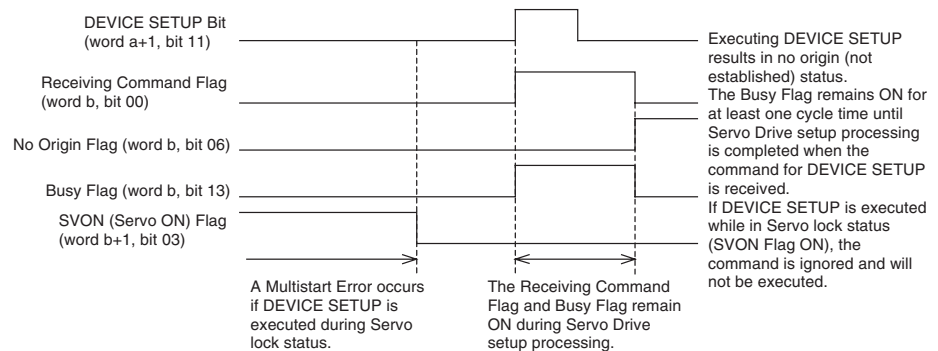 DEVICE SETUP Bit
(word a+1, bit 11)
Receiving Command Flag
(word b, bit 00)
No Origin Flag (word b, bit 06)
Busy Flag (word b, bit 13)
SVON (Servo ON) Flag
(word b+1, bit 03)
Executing DEVICE SETUP
results in no origin (not
established) status.
The Busy Flag remains ON for
at least one cycle time until
Servo Drive setup processing
is completed when the
command for DEVICE SETUP
is received.
If DEVICE SETUP is executed
while in Servo lock status
(SVON Flag ON), the
command is ignored and will
not be executed.
A Multistart Error occurs
if DEVICE SETUP is
executed during Servo
lock status.
The Receiving Command
Flag and Busy Flag remain
ON during Servo Drive
setup processing.